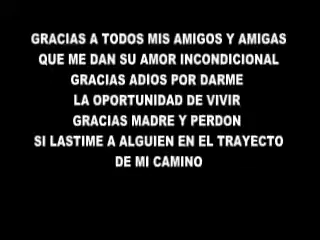 GRACIAS A TODOS MIS AMIGOS Y AMIGAS
QUE ME DAN SU AMOR INCONDICIONAL
GRACIAS ADIOS POR DARME
LA OPORTUNIDAD DE VIVIR
GRACIAS MADRE Y PERDON
SI LASTIME A ALGUIEN EN EL TRAYECTO
DE MI CAMINO